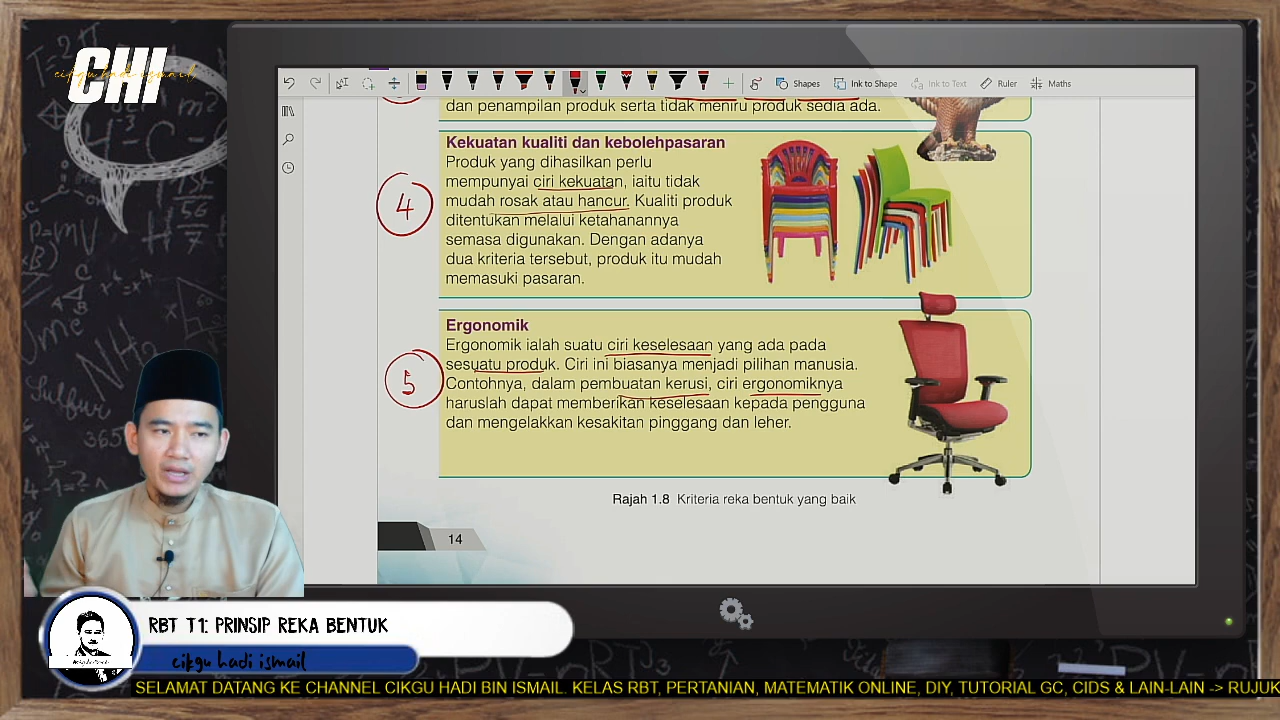 CHI
cikgu hadi ismail
Shapes
Ink to Shape
Ink to Text
Ruler
Maths
dan penampilan produk serta tidak meniru produk sedia ada.
4
Kekuatan kualiti dan kebolehpasaran
Produk yang dihasilkan perlu
mempunyai ciri kekuatan, iaitu tidak
mudah rosak atau hancur. Kualiti produk
ditentukan melalui ketahanannya
semasa digunakan. Dengan adanya
dua kriteria tersebut, produk itu mudah
memasuki pasaran.
5
Ergonomik
Ergonomik ialah suatu ciri keselesaan yang ada pada
sesuatu produk. Ciri ini biasanya menjadi pilihan manusia.
Contohnya, dalam pembuatan kerusi, ciri ergonomiknya
haruslah dapat memberikan keselesaan kepada pengguna
dan mengelakkan kesakitan pinggang dan leher.
Rajah 1.8 Kriteria reka bentuk yang baik
14
RBT T1: PRINSIP REKA BENTUK
cikgu hadi ismail
SELAMAT DATANG KE CHANNEL CIKGU HADI BIN ISMAIL. KELAS RBT, PERTANIAN, MATEMATIK ONLINE, DIY, TUTORIAL GC, CIDS & LAIN-LAIN -> RUJUK